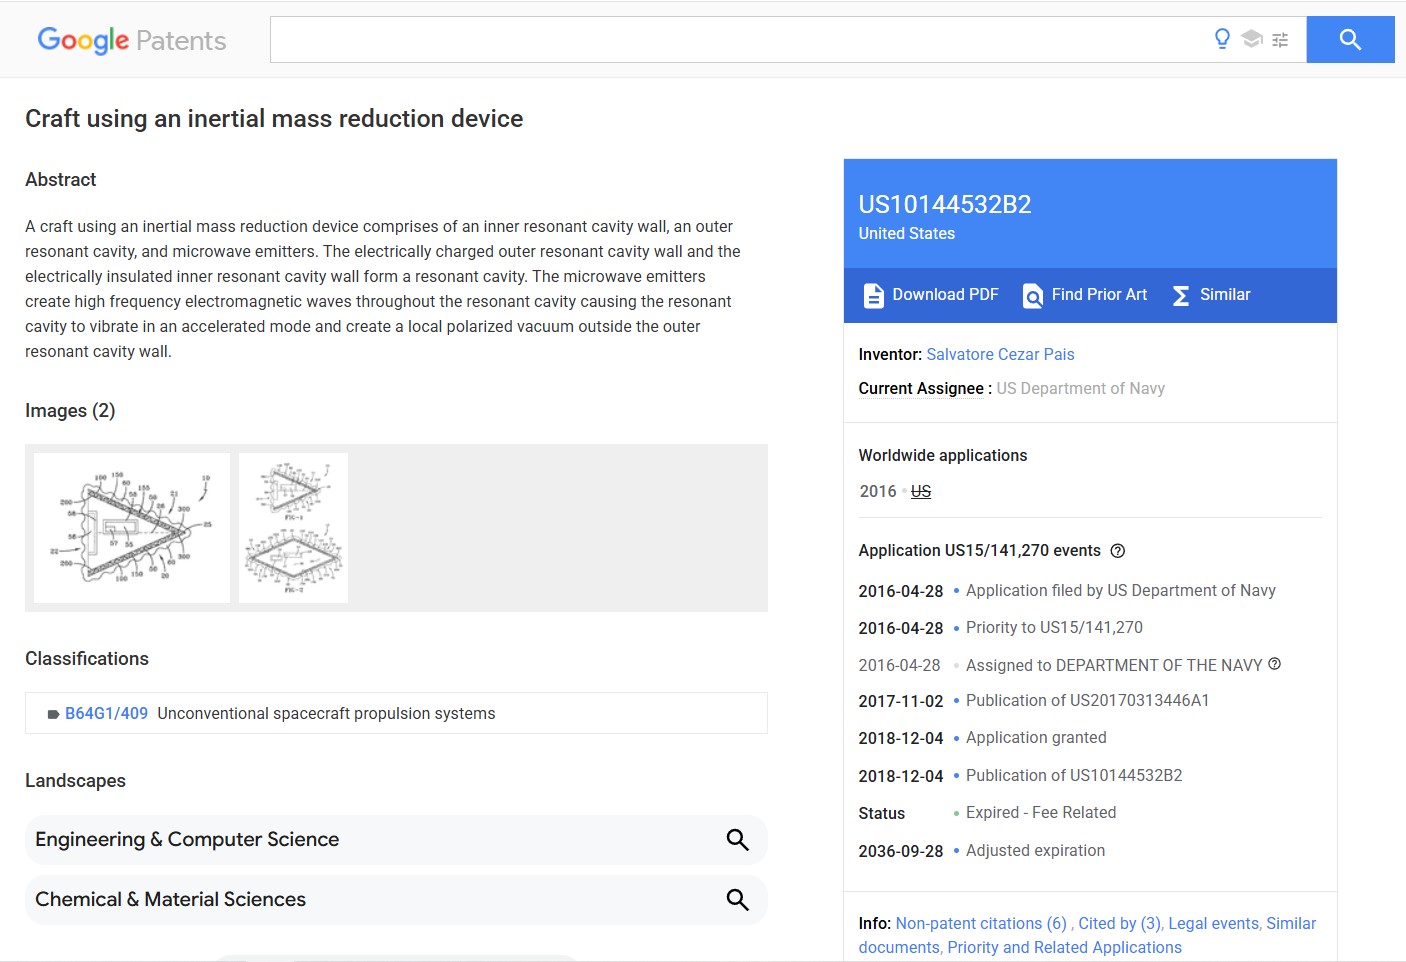 Google Patents
Craft using an inertial mass reduction device
Abstract
A craft using an inertial mass reduction device comprises of an inner resonant cavity wall, an outer
resonant cavity, and microwave emitters. The electrically charged outer resonant cavity wall and the
electrically insulated inner resonant cavity wall form a resonant cavity. The microwave emitters
create high frequency electromagnetic waves throughout the resonant cavity causing the resonant
cavity to vibrate in an accelerated mode and create a local polarized vacuum outside the outer
resonant cavity wall.
Images (2)
FIG-1
FIG-2
Classifications
B64G1/409 Unconventional spacecraft propulsion systems
Landscapes
Engineering & Computer Science
Chemical & Material Sciences
US10144532B2
United States
Download PDF Find Prior Art Similar
Inventor: Salvatore Cezar Pais
Current Assignee : US Department of Navy
Worldwide applications
2016 • US
Application US15/141,270 events
2016-04-28 • Application filed by US Department of Navy
2016-04-28 • Priority to US15/141,270
2016-04-28 • Assigned to DEPARTMENT OF THE NAVY
2017-11-02 • Publication of US20170313446A1
2018-12-04 • Application granted
2018-12-04 • Publication of US10144532B2
Status • Expired - Fee Related
2036-09-28 • Adjusted expiration
Info: Non-patent citations (6) , Cited by (3), Legal events, Similar
documents, Priority and Related Applications